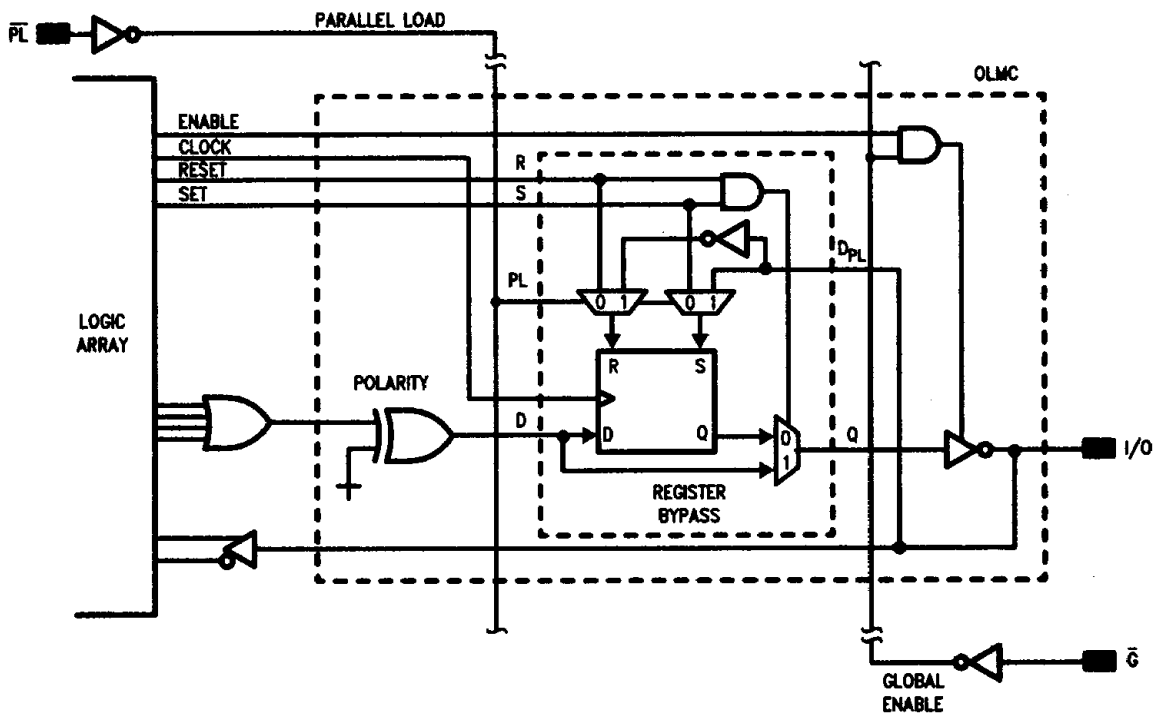 PL
PARALLEL LOAD
OLMC
ENABLE
CLOCK
RESET
SET
R
S
DPL
PL
0 1
0 1
LOGIC
ARRAY
R S
POLARITY
D
D Q
0
1
Q
I/O
REGISTER
BYPASS
G
GLOBAL
ENABLE